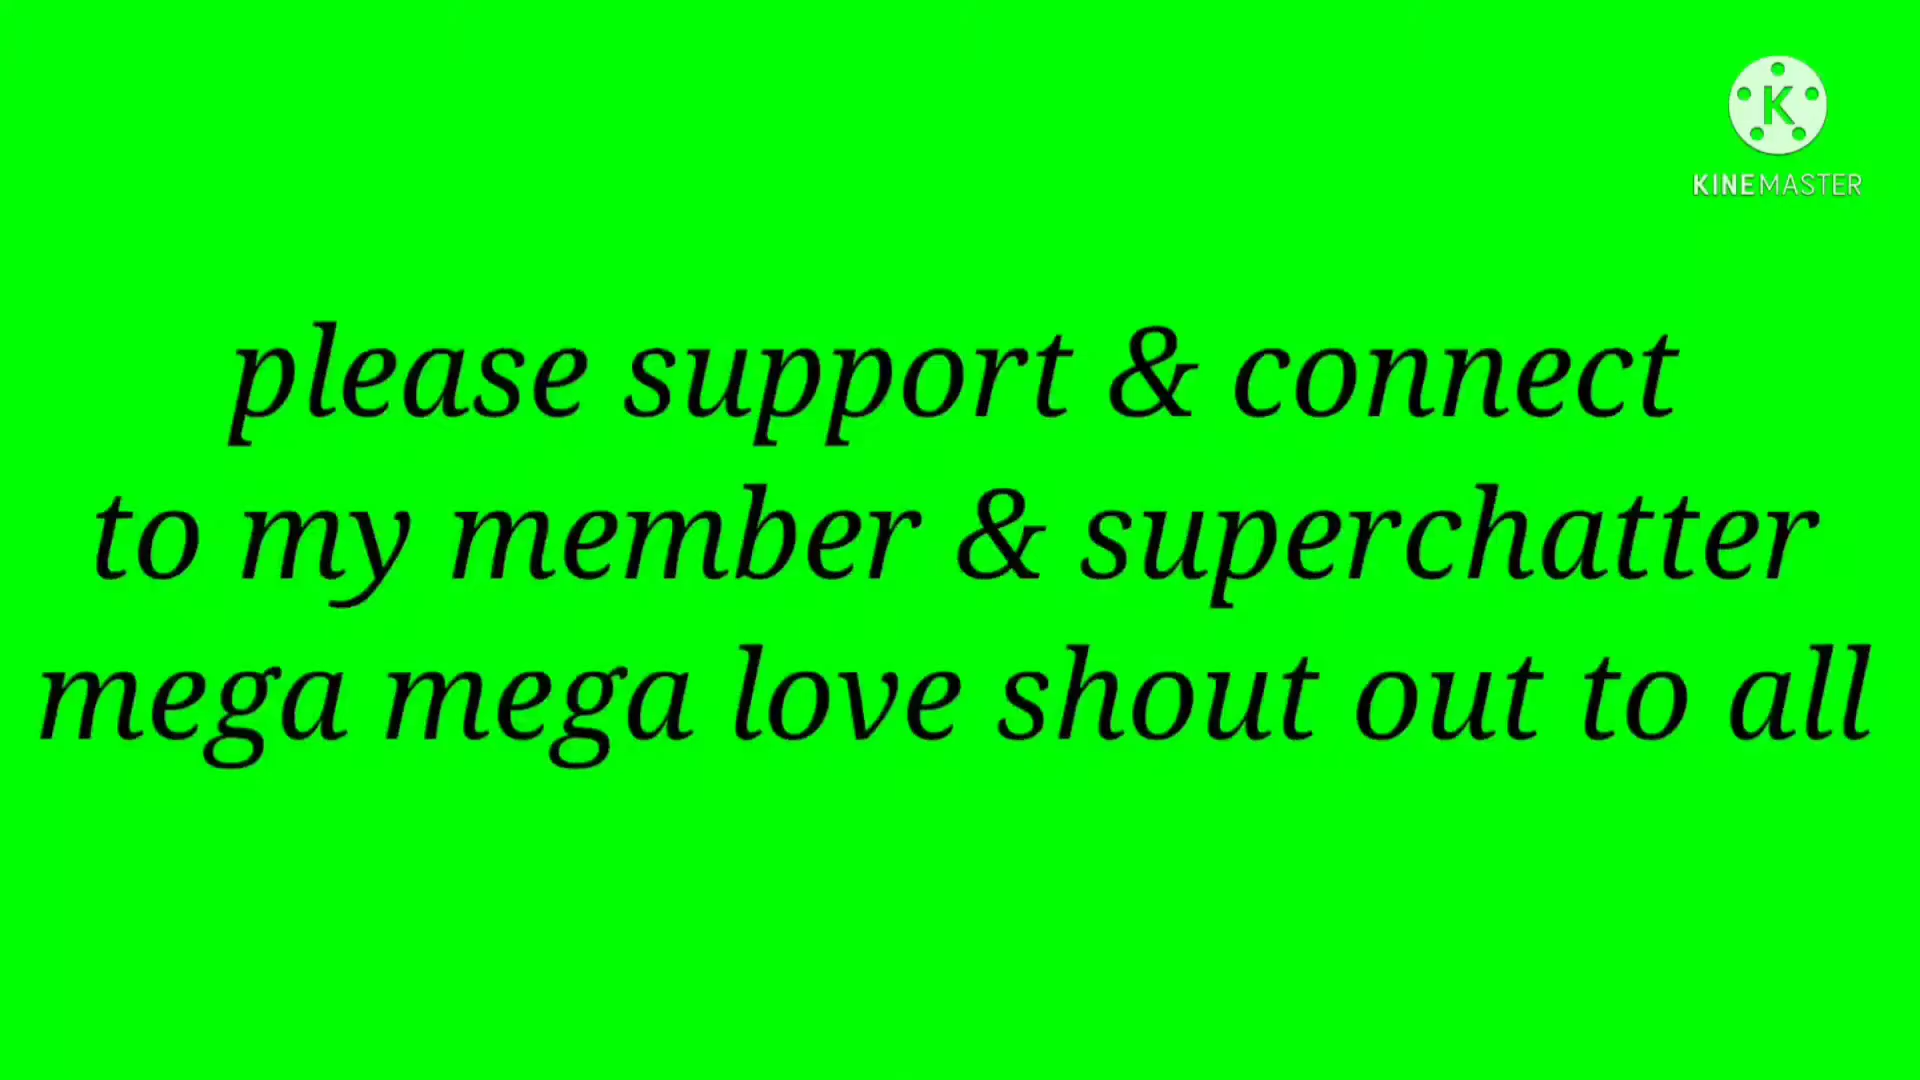 K
KINEMASTER
please support & connect
to my member & superchatter
mega mega love shout out to all